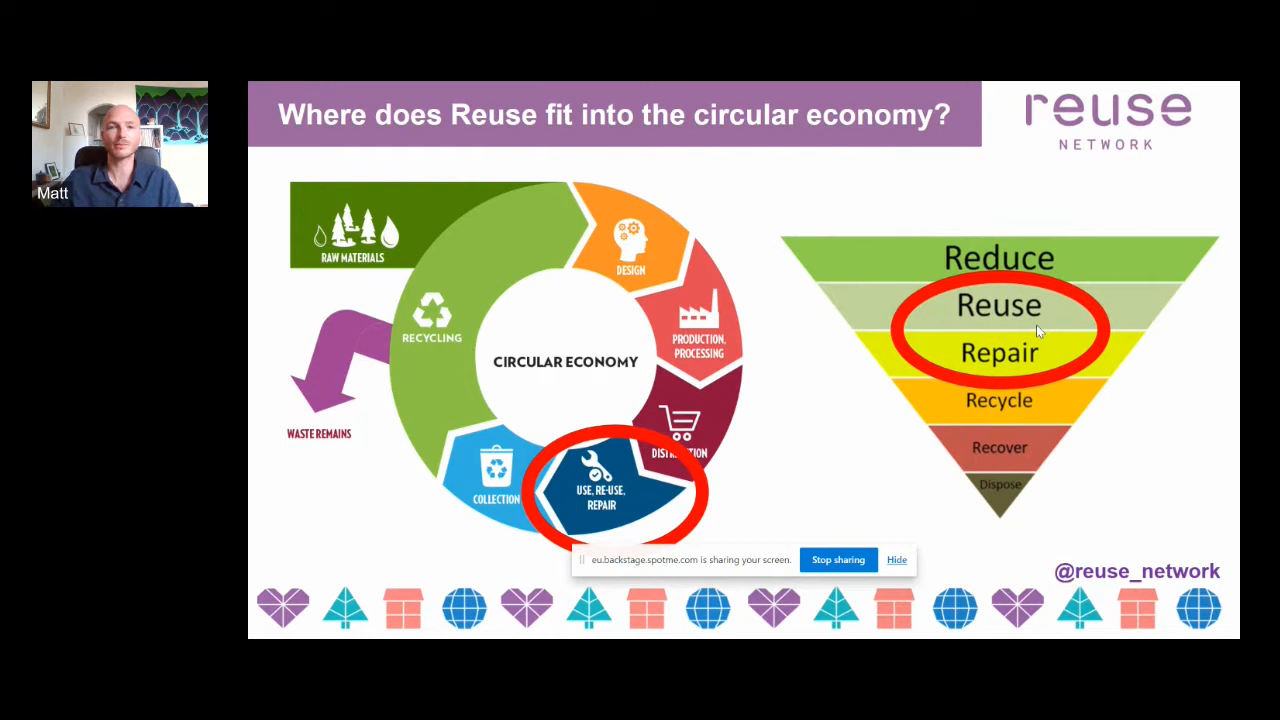 Matt
Where does Reuse fit into the circular economy?
reuse
NETWORK
RAW MATERIALS
DESIGN
RECYCLING
PRODUCTION,
PROCESSING
CIRCULAR ECONOMY
WASTE REMAINS
COLLECTION
USE, RE-USE,
REPAIR
Reduce
Reuse
Repair
Recycle
Recover
Dispose
eu.backstage.spotme.com is sharing your screen.
Stop sharing
Hide
@reuse_network